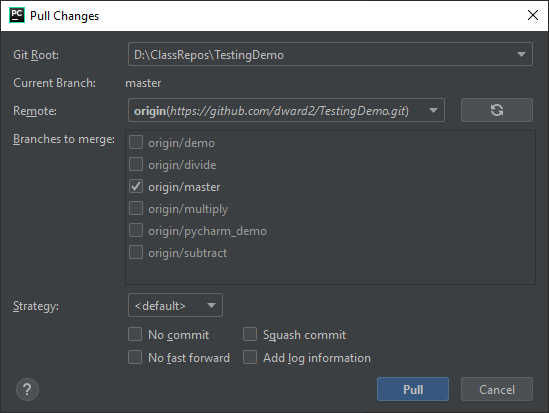 PC Pull Changes
Git Root: D:\ClassRepos\TestingDemo
Current Branch: master
Remote: origin(https://github.com/dward2/TestingDemo.git)
Branches to merge: origin/demo
origin/divide
origin/master
origin/multiply
origin/pycharm_demo
origin/subtract
Strategy: <default>
No commit Squash commit
No fast forward Add log information
? Pull Cancel